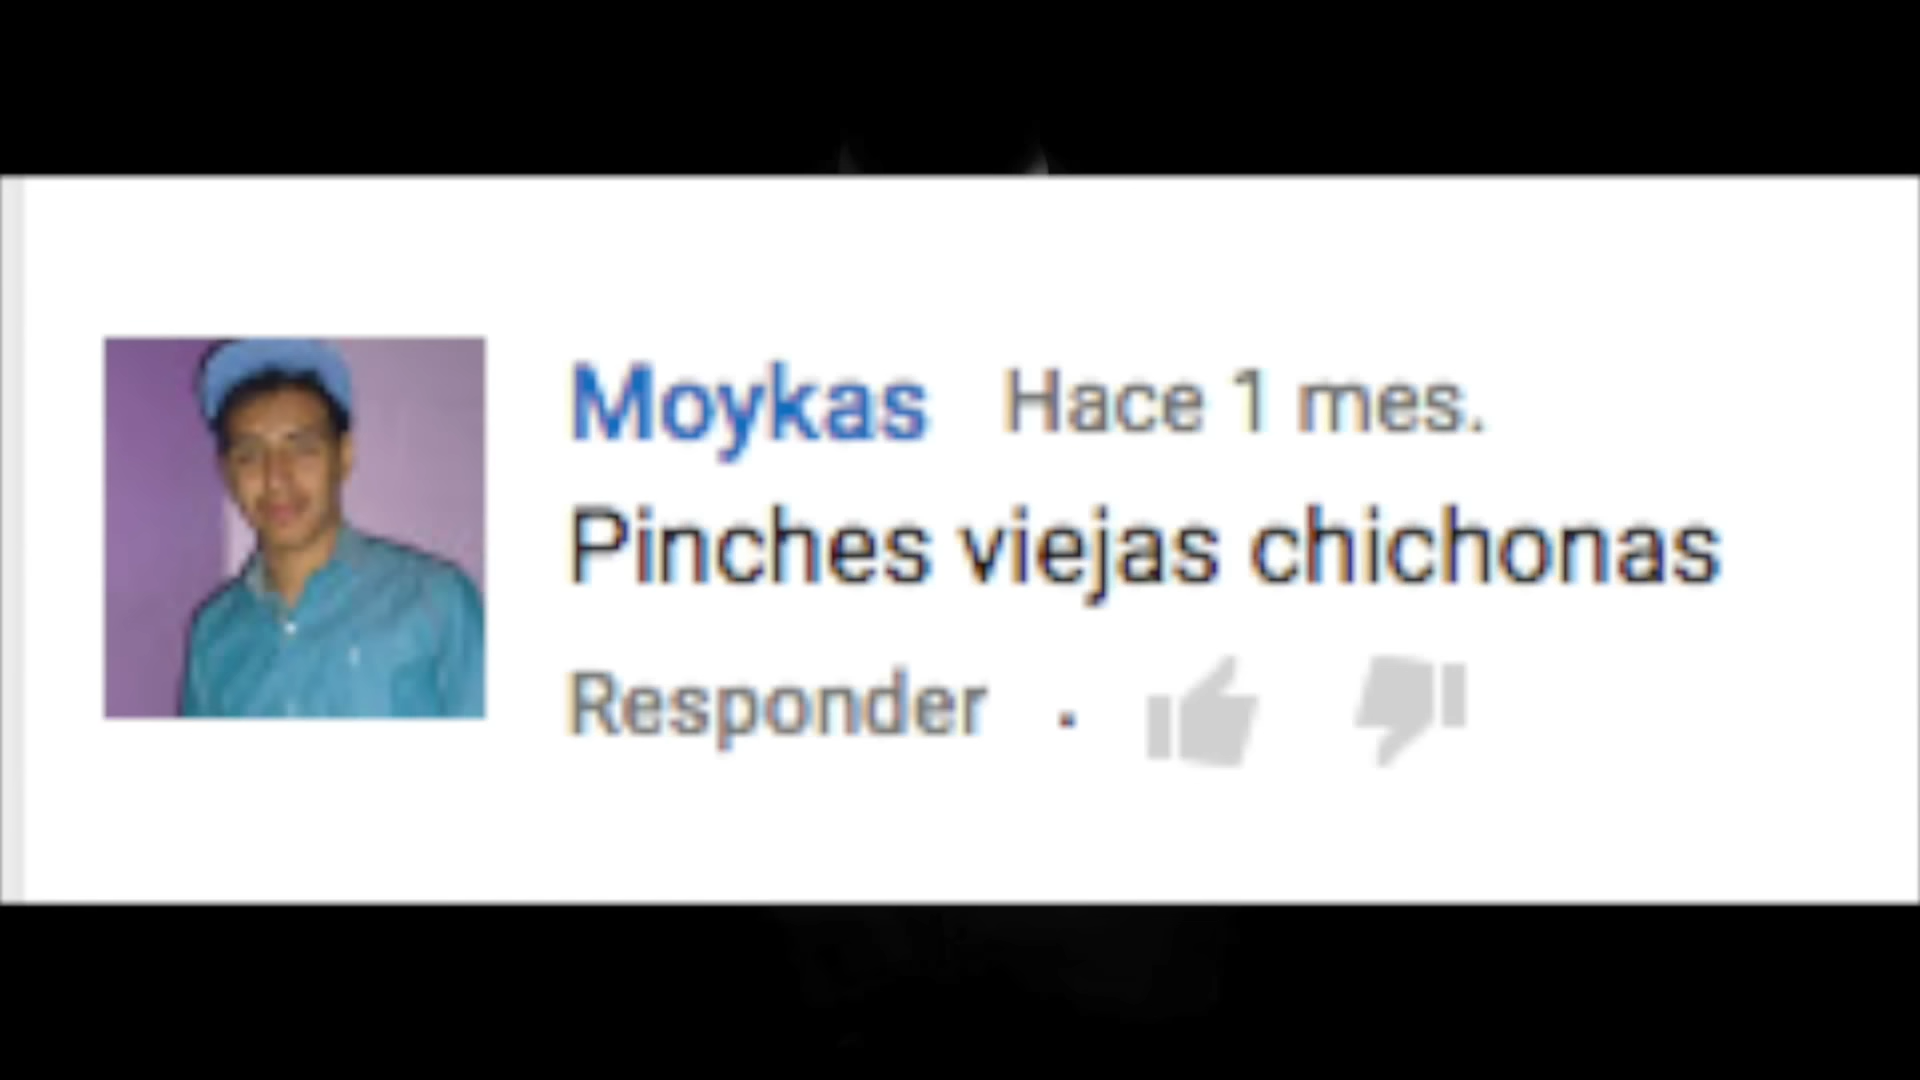 Moykas Hace 1 mes.
Pinches viejas chichonas
Responder .